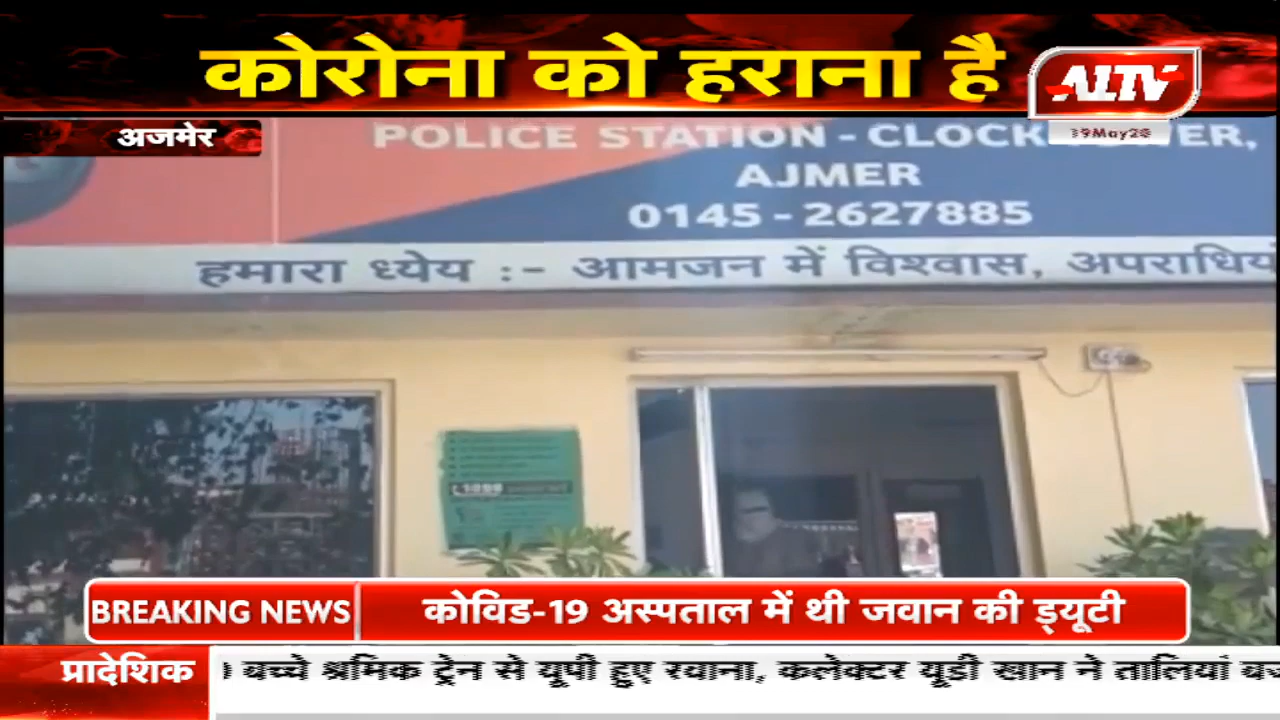 कोरोना को हराना है
ALTV
19May20
अजमेर
POLICE STATION - CLOCK
AJMER
0145 - 2627885
हमारा ध्येय :- आमजन में विश्वास,
1098
BREAKING NEWS
कोविड-19 अस्पताल में थी जवान की ड्यूटी
प्रादेशिक
बच्चे श्रमिक ट्रेन से यूपी हुए रवाना, कलेक्टर यूडी खान ने तालियां